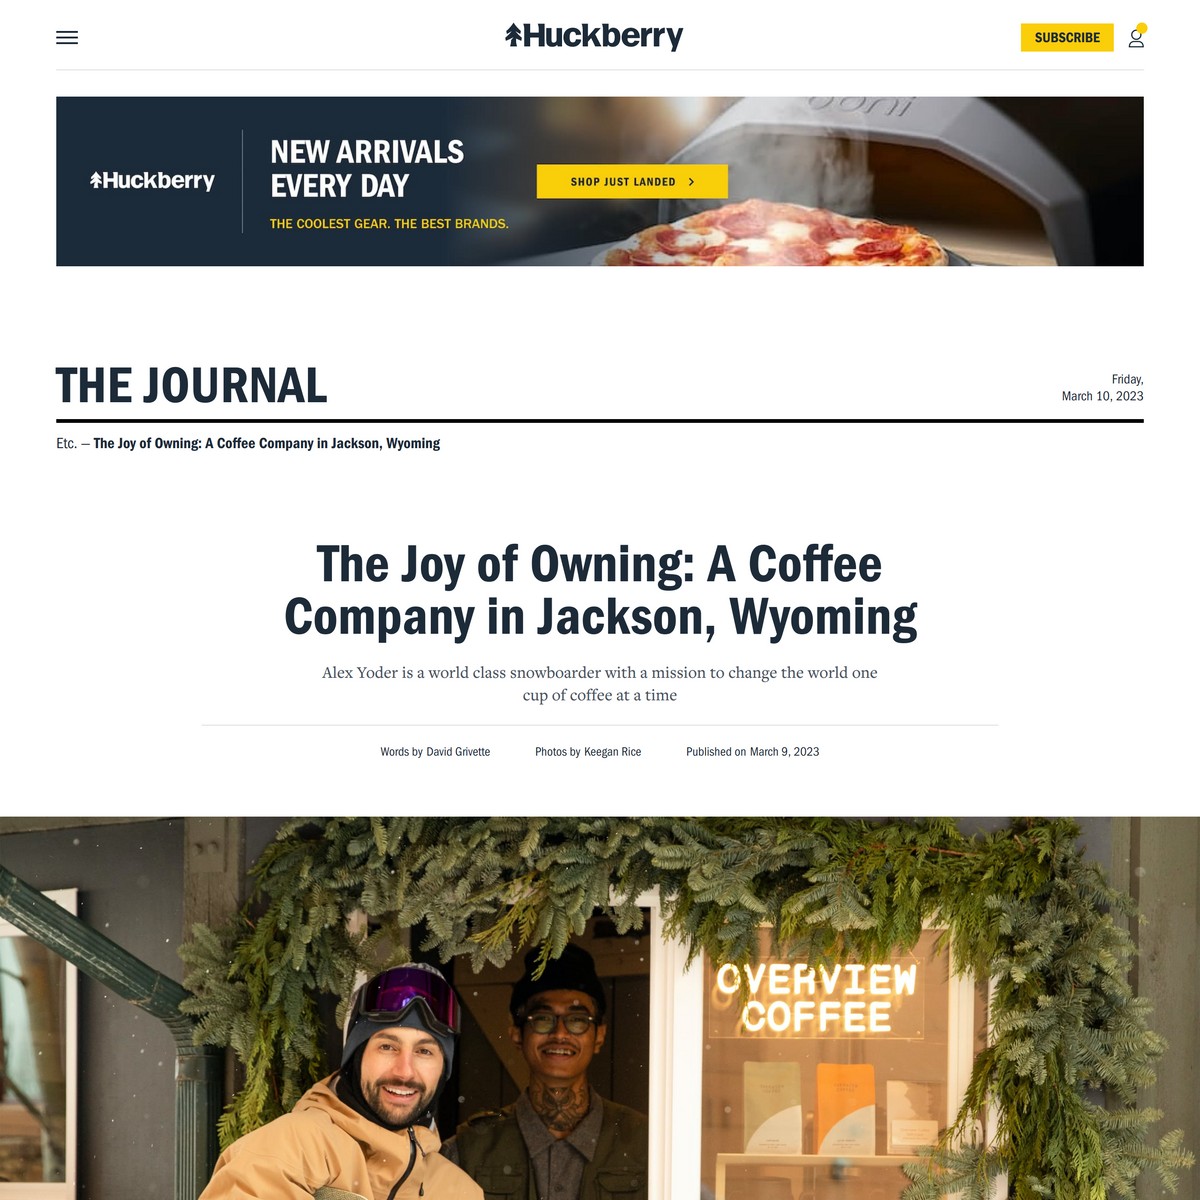 Huckberry
SUBSCRIBE
Huckberry
NEW ARRIVALS
EVERY DAY
THE COOLEST GEAR. THE BEST BRANDS.
SHOP JUST LANDED
ooni
THE JOURNAL
Friday,
March 10, 2023
Etc. — The Joy of Owning: A Coffee Company in Jackson, Wyoming
The Joy of Owning: A Coffee
Company in Jackson, Wyoming
Alex Yoder is a world class snowboarder with a mission to change the world one
cup of coffee at a time
Words by David Grivette
Photos by Keegan Rice
Published on March 9, 2023
OVERVIEW
COFFEE